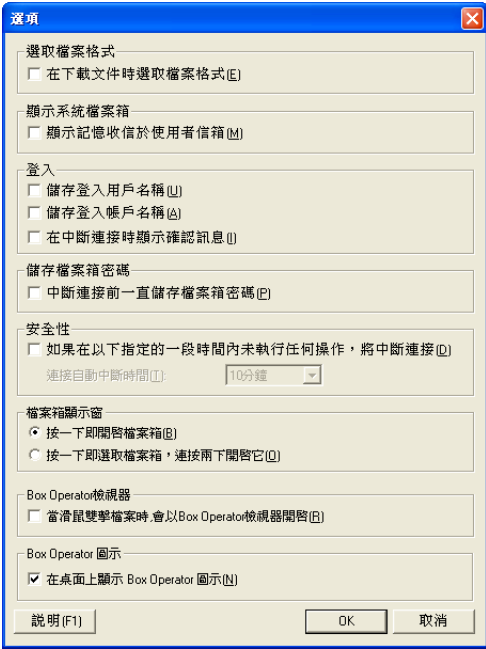 選項
選取檔案格式
在下載文件時選取檔案格式(E)
顯示系統檔案箱
顯示記憶收信於使用者信箱(M)
登入
儲存登入用戶名稱(U)
儲存登入帳戶名稱(A)
在中斷連接時顯示確認訊息(I)
儲存檔案箱密碼
中斷連接前一直儲存檔案箱密碼(P)
安全性
如果在以下指定的一段時間內未執行任何操作，將中斷連接(D)
連接自動中斷時間(T): 10分鐘
檔案箱顯示窗
按一下即開啓檔案箱(B)
按一下即選取檔案箱，連按兩下開啓它(O)
Box Operator檢視器
當滑鼠雙擊檔案時,會以Box Operator檢視器開啓(R)
Box Operator 圖示
在桌面上顯示 Box Operator 圖示(N)
説明(F1) OK 取消